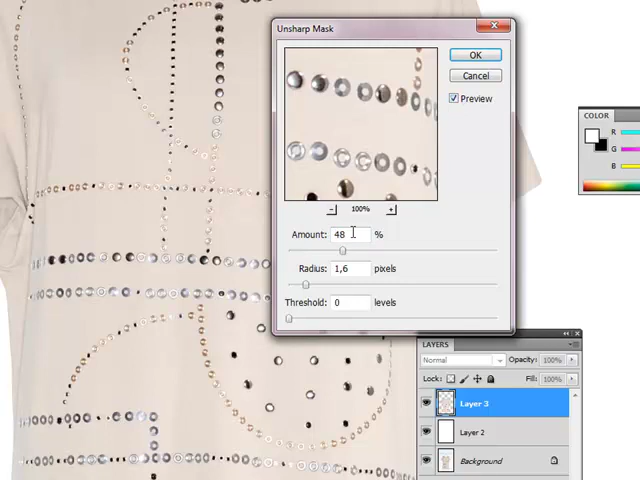 Unsharp Mask
OK
Cancel
Preview
100%
Amount: 48 %
Radius: 1,6 pixels
Threshold: 0 levels
COLOR
R
G
B
LAYERS
Normal Opacity: 100%
Lock: Fill: 100%
Layer 3
Layer 2
Background